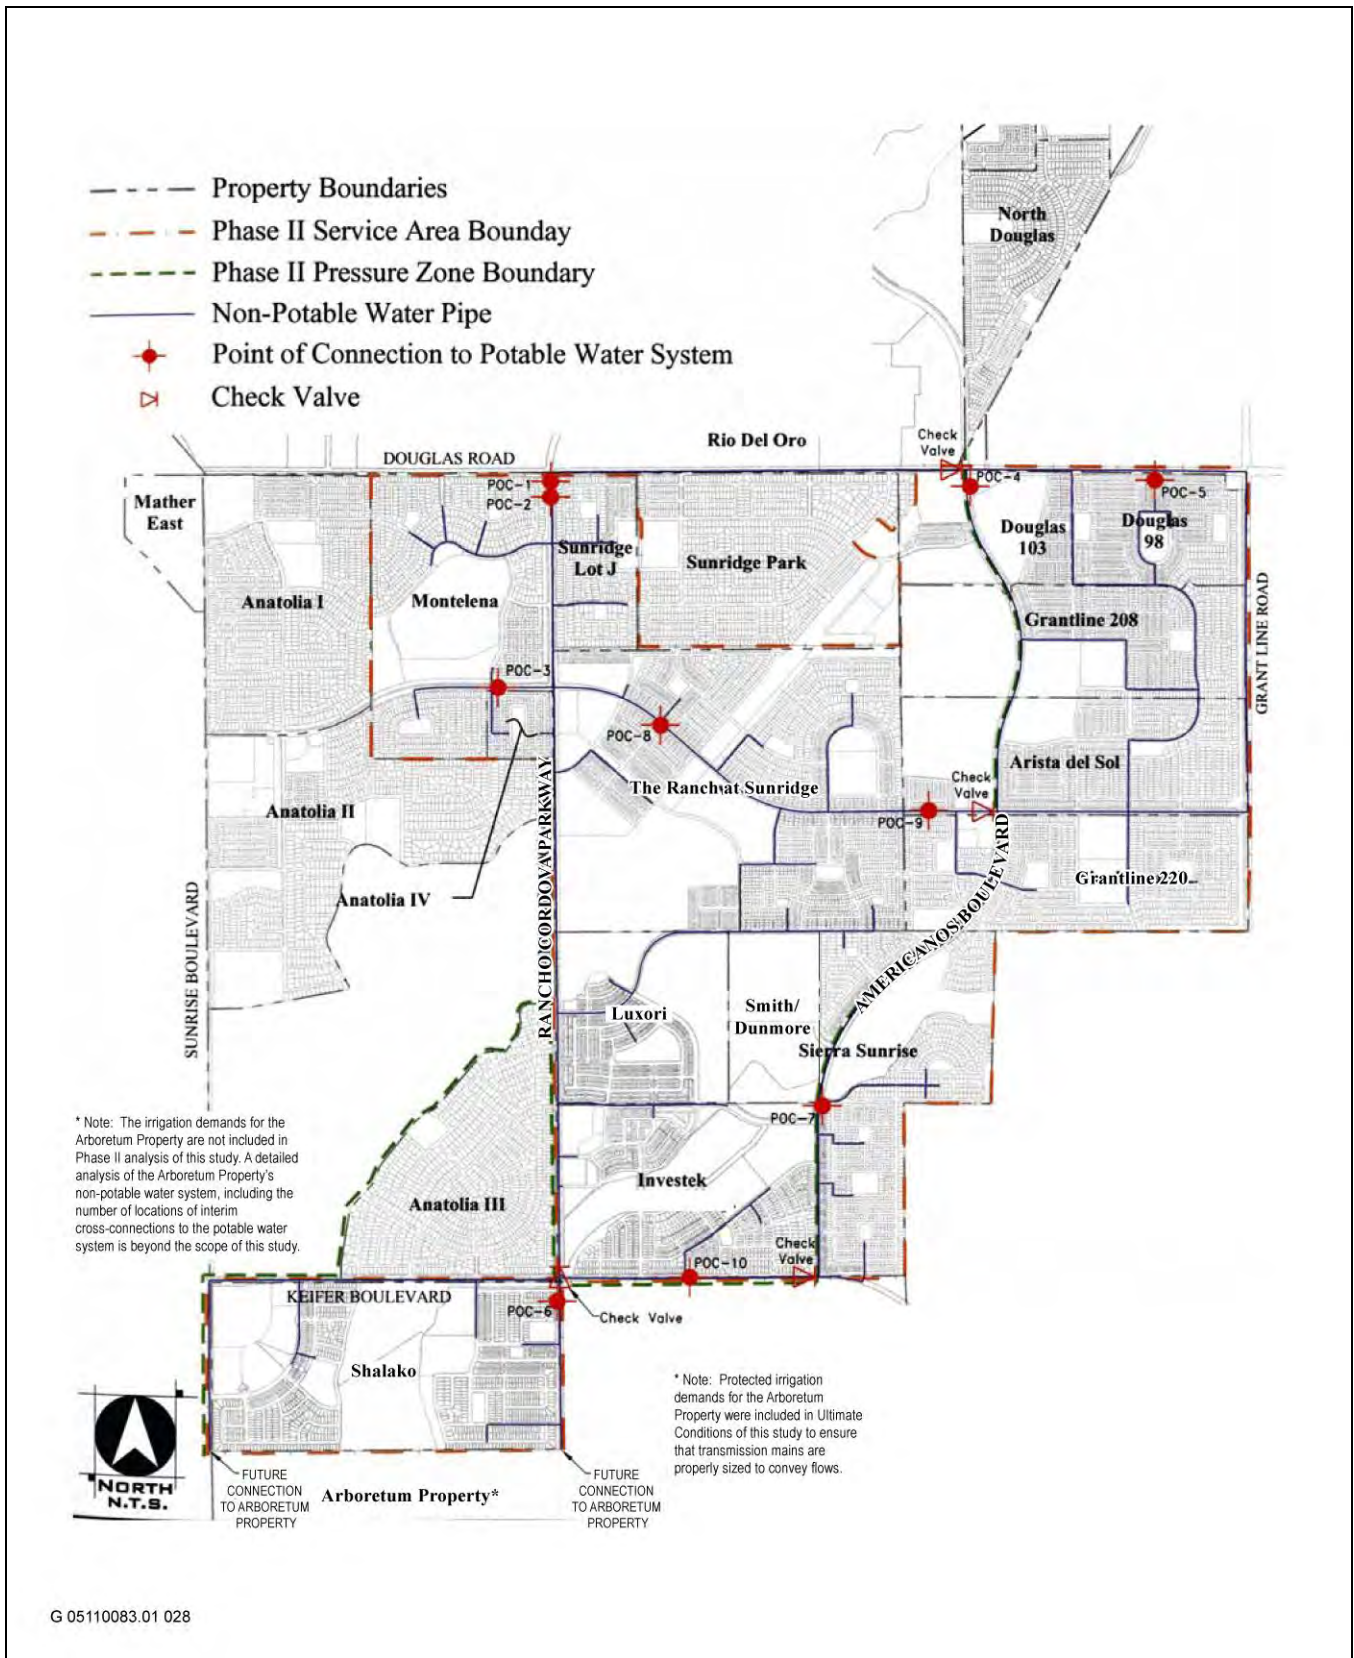 North
Douglas
Property Boundaries
Phase II Service Area Bounday
Phase II Pressure Zone Boundary
Non-Potable Water Pipe
Point of Connection to Potable Water System
Check Valve
Rio Del Oro
Check
Valve
DOUGLAS ROAD
POC-1
POC-2
POC-4
POC-5
Mather
East
Douglas
103
Douglas
98
Sunridge
Lot J
Sunridge Park
Anatolia I
Montelena
Grantline 208
GRANT LINE ROAD
POC-3
POC-8
Arista del Sol
Check
Valve
The Ranch at Sunridge
Anatolia II
POC-9
RANCHO CORDOVA PARKWAY
Anatolia IV
Grantline 220
AMERICANOS BOULEVARD
SUNRISE BOULEVARD
Luxori
Smith/
Dunmore
Sierra Sunrise
POC-7
* Note: The irrigation demands for the
Arboretum Property are not included in
Phase II analysis of this study. A detailed
analysis of the Arboretum Property's
non-potable water system, including the
number of locations of interim
cross-connections to the potable water
system is beyond the scope of this study.
Anatolia III
Investek
Check
Valve
POC-10
KEIFER BOULEVARD
POC-6
Check Valve
Shalako
* Note: Protected irrigation
demands for the Arboretum
Property were included in Ultimate
Conditions of this study to ensure
that transmission mains are
properly sized to convey flows.
NORTH
N.T.S.
FUTURE
CONNECTION
TO ARBORETUM
PROPERTY
Arboretum Property*
FUTURE
CONNECTION
TO ARBORETUM
PROPERTY
G 05110083.01 028